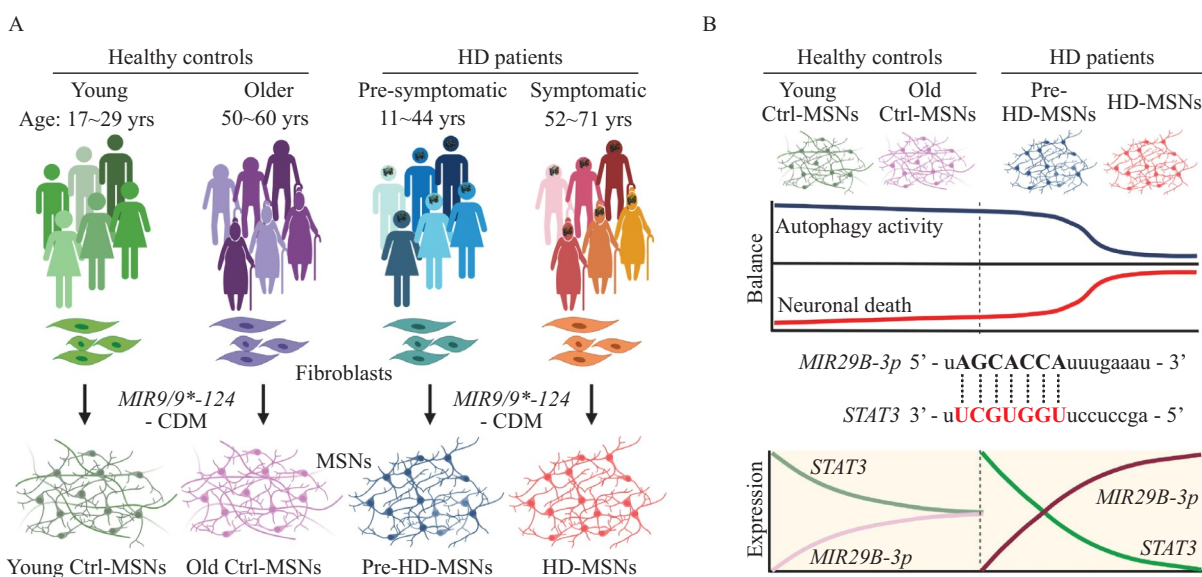 A
Healthy controls
HD patients
Young
Older
Pre-symptomatic
Symptomatic
Age: 17~29 yrs
50~60 yrs
11~44 yrs
52~71 yrs
Fibroblasts
MIR9/9*-124
- CDM
MIR9/9*-124
- CDM
MSNs
Young Ctrl-MSNs
Old Ctrl-MSNs
Pre-HD-MSNs
HD-MSNs
B
Healthy controls
HD patients
Young
Ctrl-MSNs
Old
Ctrl-MSNs
Pre-
HD-MSNs
HD-MSNs
Balance
Autophagy activity
Neuronal death
MIR29B-3p 5’ - uAGCACCAuuugaaau - 3’
STAT3 3’ - uUCGUGGUuccuccga - 5’
Expression
STAT3
MIR29B-3p
MIR29B-3p
STAT3